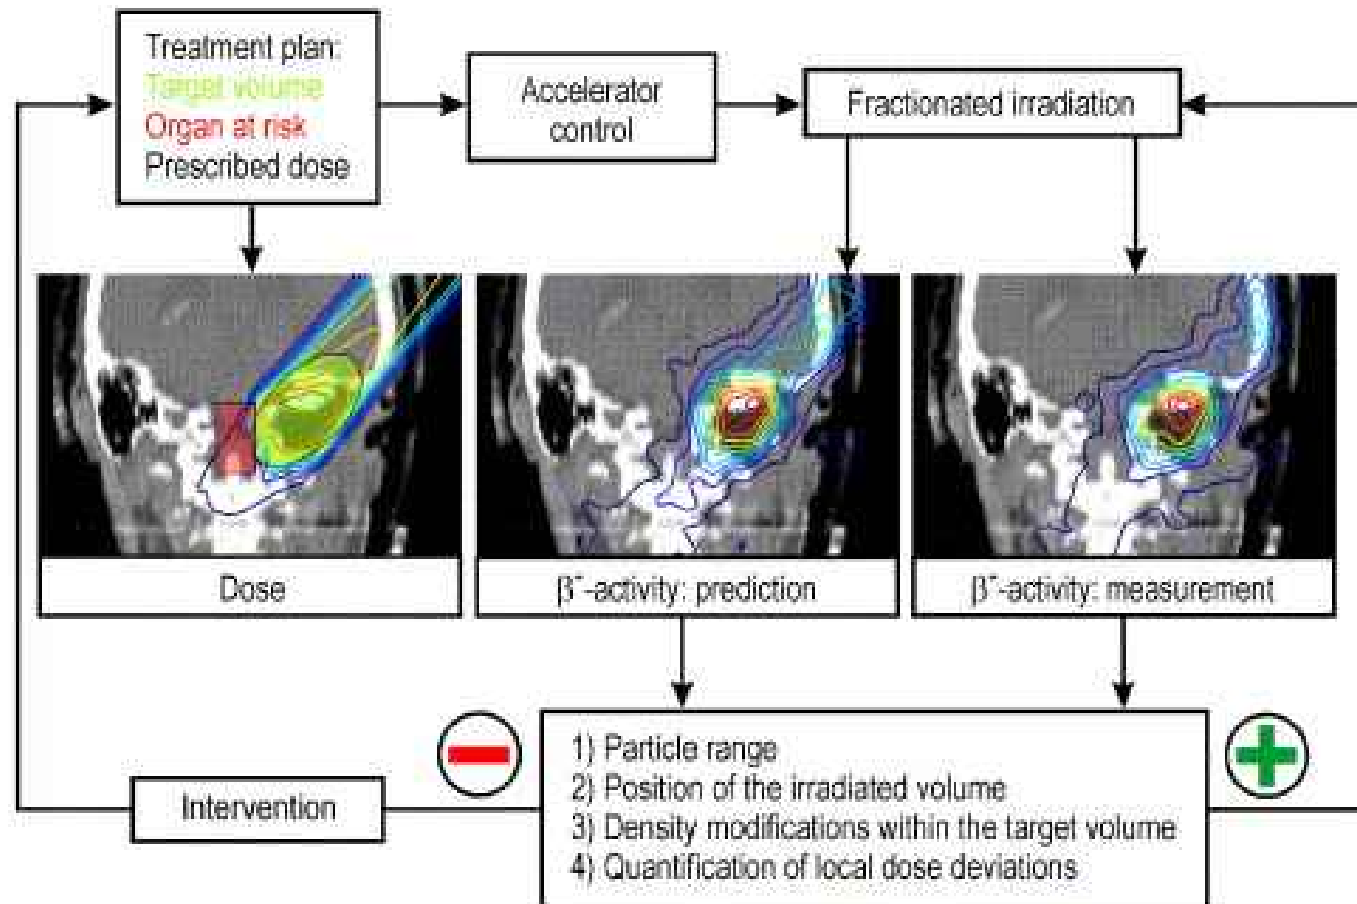 Treatment plan:
Target volume
Organ at risk
Prescribed dose
Accelerator
control
Fractionated irradiation
Dose
β⁺-activity: prediction
β⁺-activity: measurement
1) Particle range
2) Position of the irradiated volume
3) Density modifications within the target volume
4) Quantification of local dose deviations
Intervention